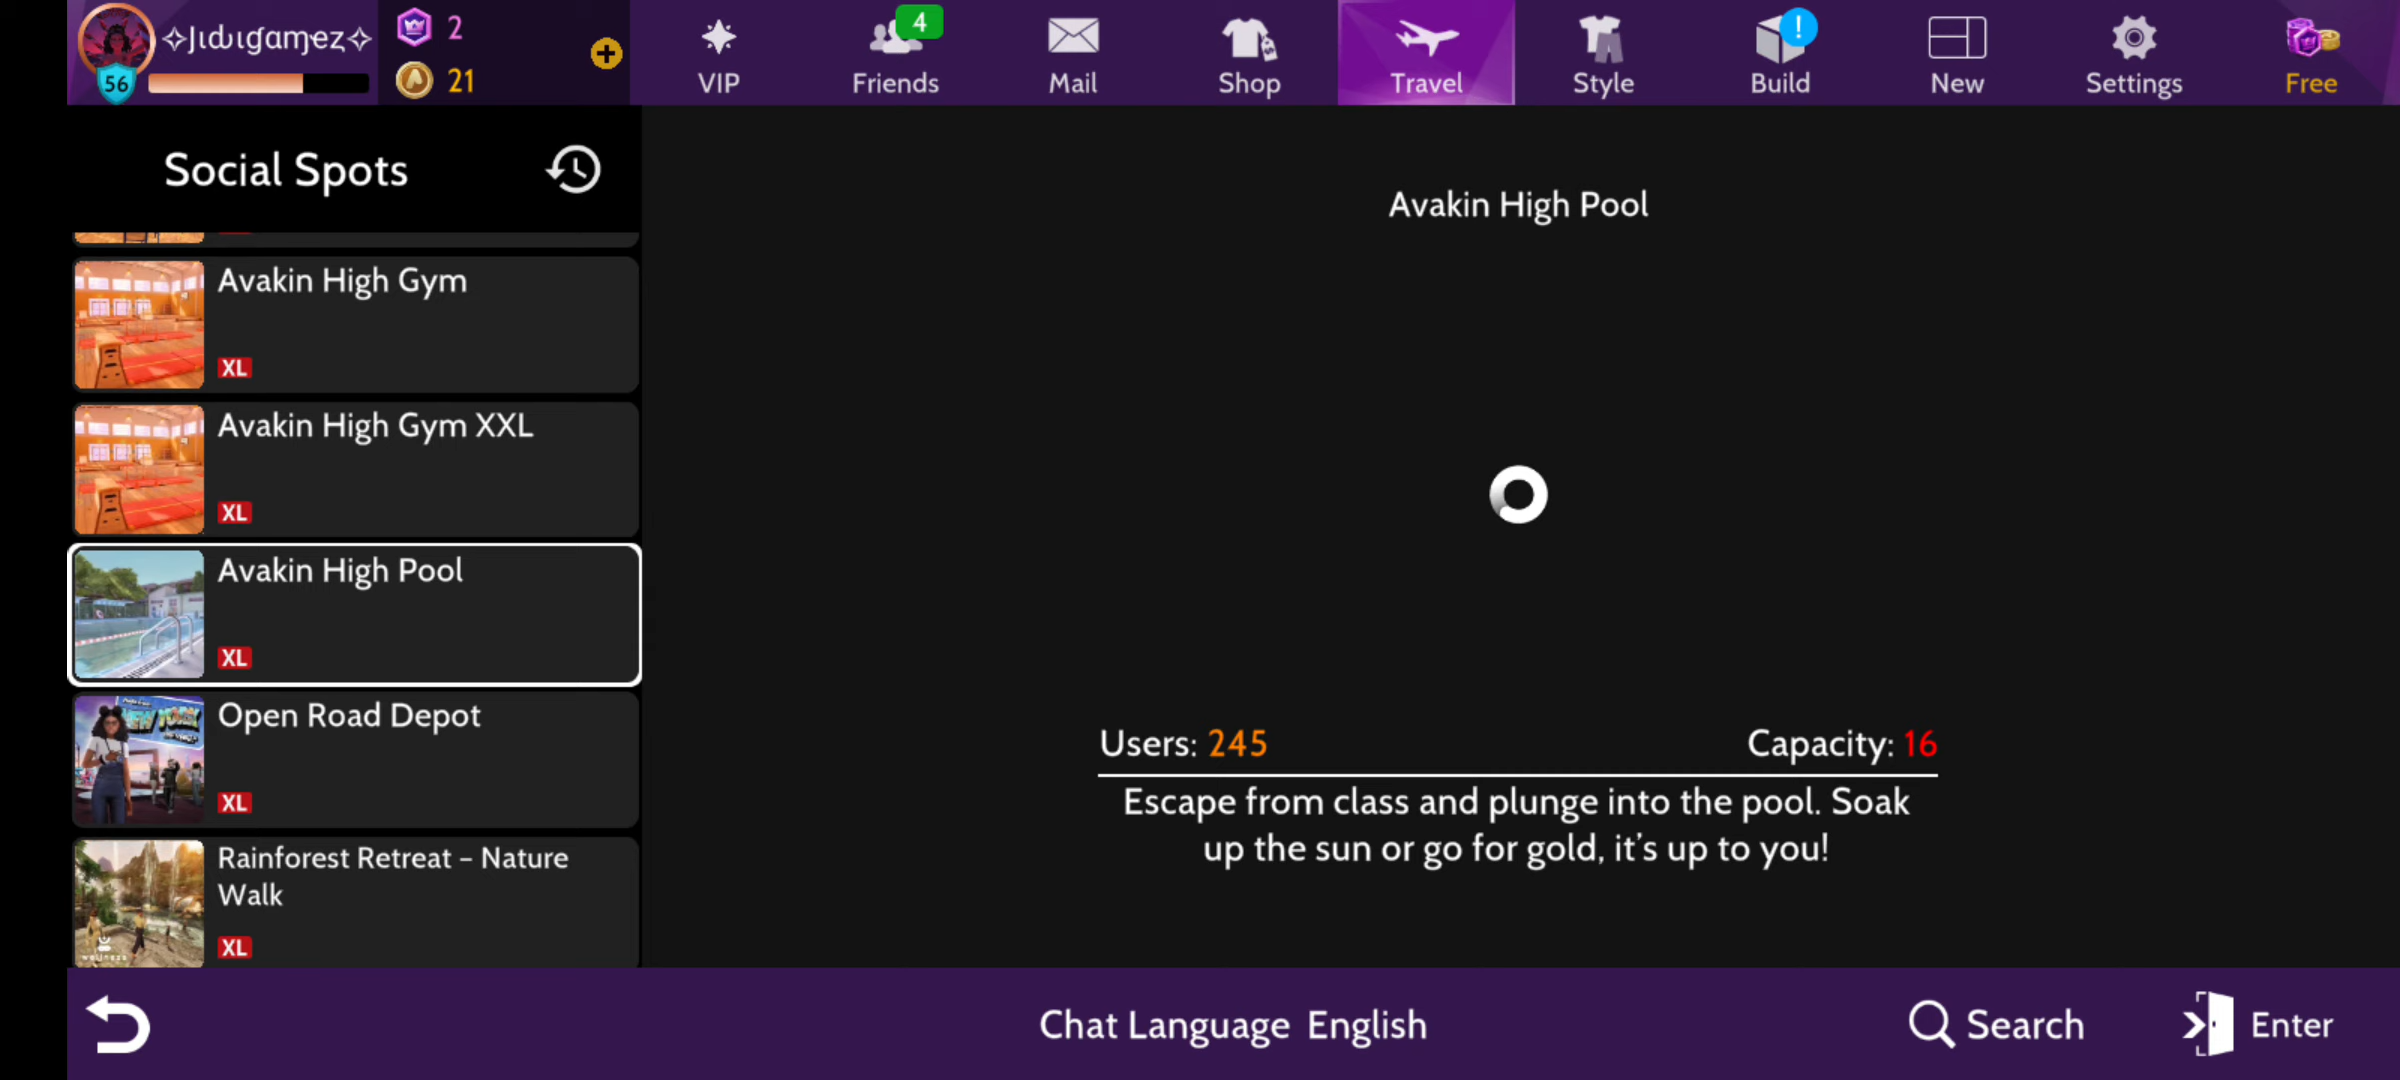 ✧Jιԃιɠαɱҽz✧
56
2
21
VIP
4
Friends
Mail
Shop
Travel
Style
!
Build
New
Settings
Free
Social Spots
Avakin High Gym
XL
Avakin High Gym XXL
XL
Avakin High Pool
XL
Open Road Depot
XL
Rainforest Retreat – Nature
Walk
XL
Avakin High Pool
Users: 245
Capacity: 16
Escape from class and plunge into the pool. Soak
up the sun or go for gold, it's up to you!
Chat Language English
Search
Enter